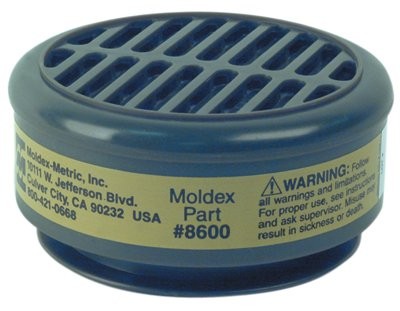 Moldex-Metric, Inc.
10111 W. Jefferson Blvd.
Culver City, CA 90232 USA
800-421-0668
Moldex
Part
#8600
WARNING: Follow
all warnings and limitations.
For proper use, see instructions
and ask supervisor. Misuse may
result in sickness or death.